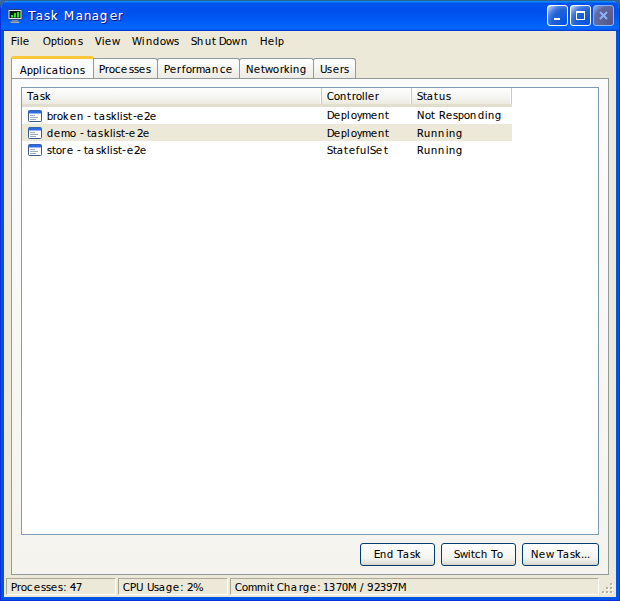 Task Manager
File Options View Windows Shut Down Help
Applications Processes Performance Networking Users
Task Controller Status
broken - tasklist-e2e Deployment Not Responding
demo - tasklist-e2e Deployment Running
store - tasklist-e2e StatefulSet Running
End Task Switch To New Task...
Processes: 47 CPU Usage: 2% Commit Charge: 1370M / 92397M